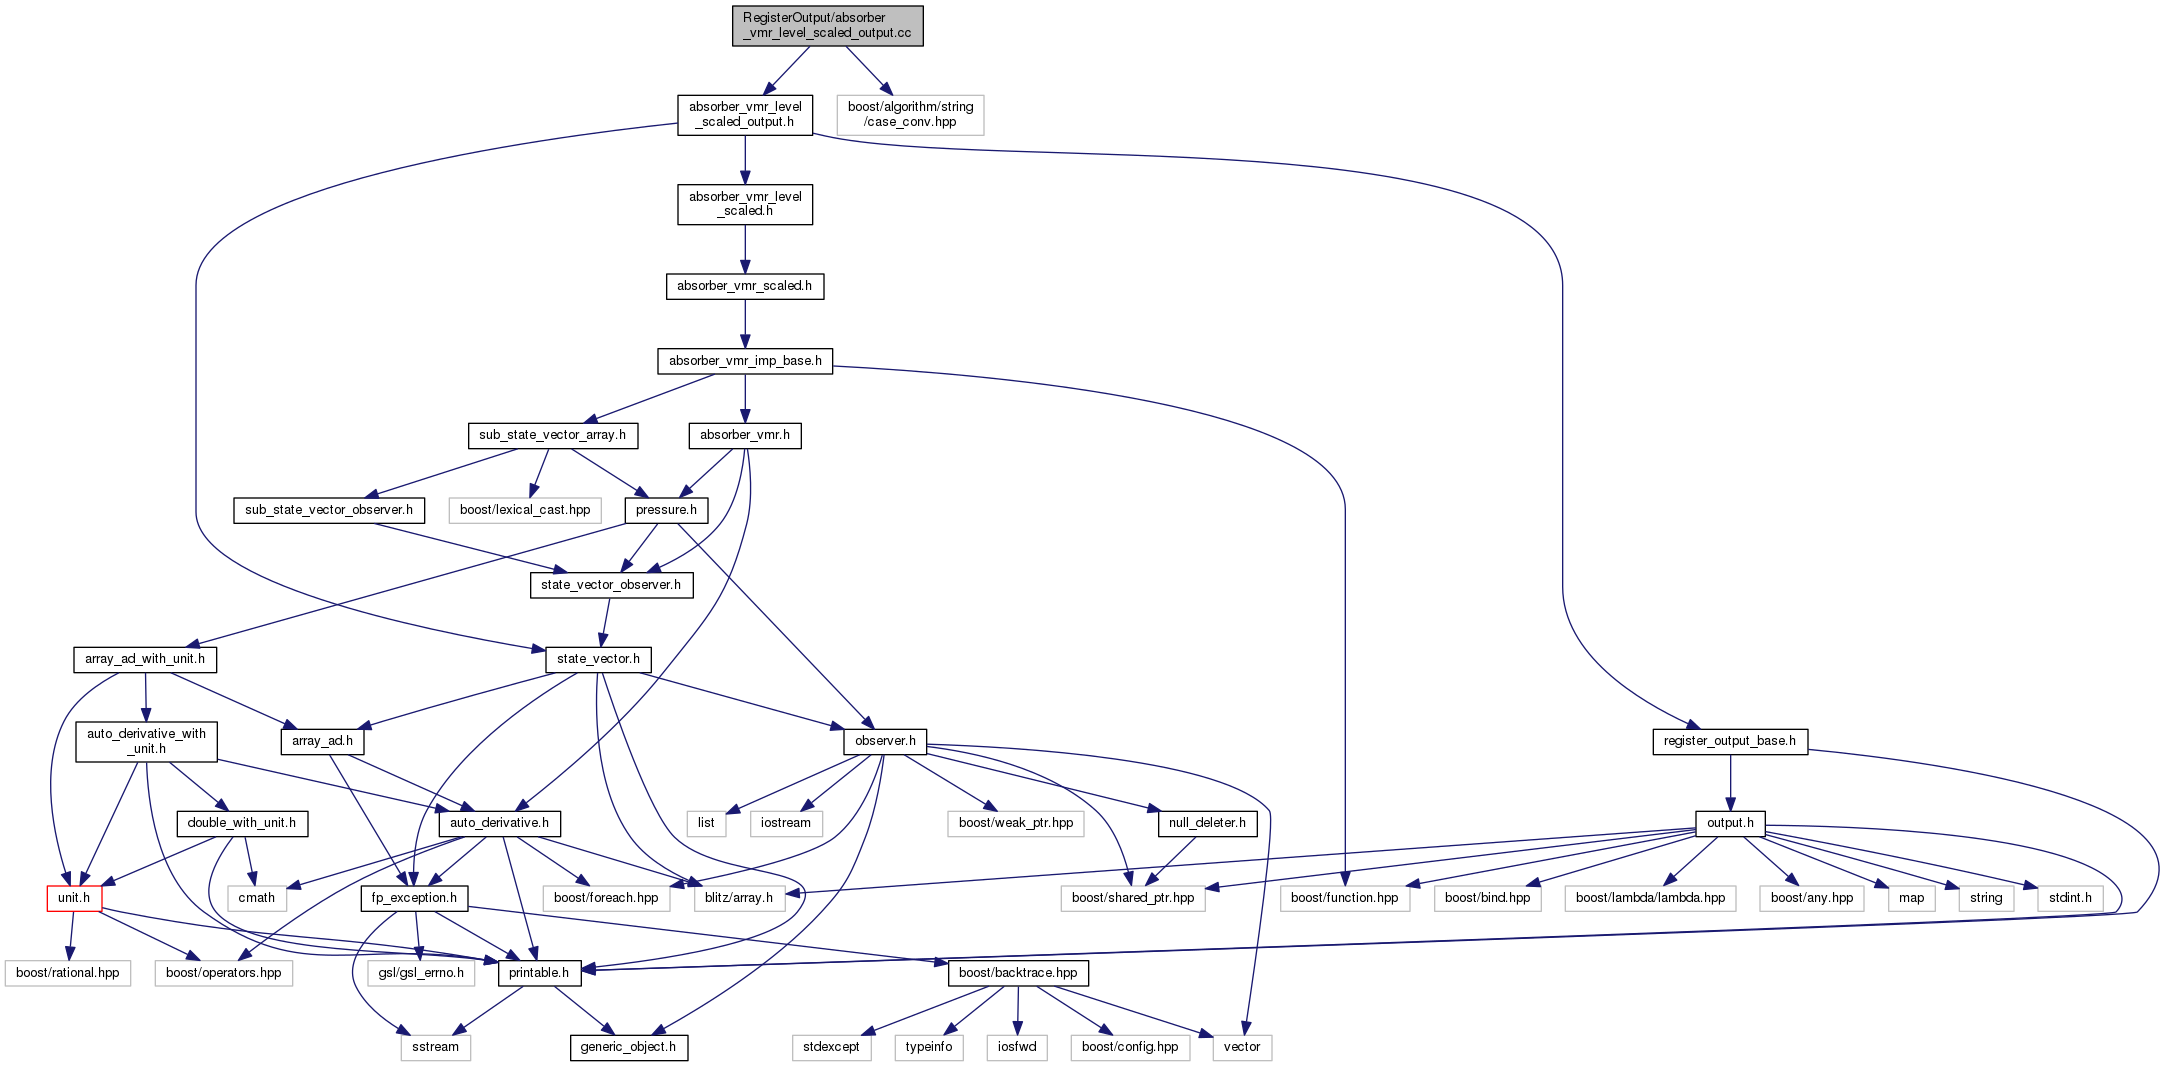 RegisterOutput/absorber
_vmr_level_scaled_output.cc
absorber_vmr_level
_scaled_output.h
boost/algorithm/string
/case_conv.hpp
absorber_vmr_level
_scaled.h
absorber_vmr_scaled.h
absorber_vmr_imp_base.h
sub_state_vector_array.h
absorber_vmr.h
sub_state_vector_observer.h
boost/lexical_cast.hpp
pressure.h
state_vector_observer.h
array_ad_with_unit.h
state_vector.h
auto_derivative_with
_unit.h
array_ad.h
observer.h
register_output_base.h
double_with_unit.h
auto_derivative.h
list
iostream
boost/weak_ptr.hpp
null_deleter.h
output.h
unit.h
cmath
fp_exception.h
boost/foreach.hpp
blitz/array.h
boost/shared_ptr.hpp
boost/function.hpp
boost/bind.hpp
boost/lambda/lambda.hpp
boost/any.hpp
map
string
stdint.h
boost/rational.hpp
boost/operators.hpp
gsl/gsl_errno.h
printable.h
boost/backtrace.hpp
sstream
generic_object.h
stdexcept
typeinfo
iosfwd
boost/config.hpp
vector